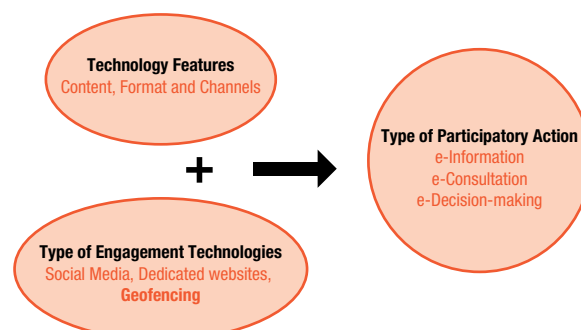 Technology Features
Content, Format and Channels
+
Type of Engagement Technologies
Social Media, Dedicated websites,
Geofencing
Type of Participatory Action
e-Information
e-Consultation
e-Decision-making